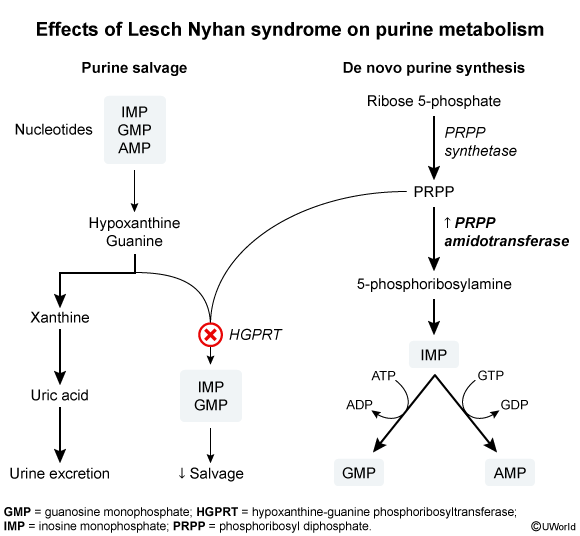 Effects of Lesch Nyhan syndrome on purine metabolism
Purine salvage
Nucleotides
IMP
GMP
AMP
Hypoxanthine
Guanine
Xanthine
Uric acid
Urine excretion
HGPRT
IMP
GMP
↓ Salvage
De novo purine synthesis
Ribose 5-phosphate
PRPP
synthetase
PRPP
↑ PRPP
amidotransferase
5-phosphoribosylamine
IMP
ATP
ADP
GTP
GDP
GMP
AMP
GMP = guanosine monophosphate; HGPRT = hypoxanthine-guanine phosphoribosyltransferase;
IMP = inosine monophosphate; PRPP = phosphoribosyl diphosphate.
©UWorld